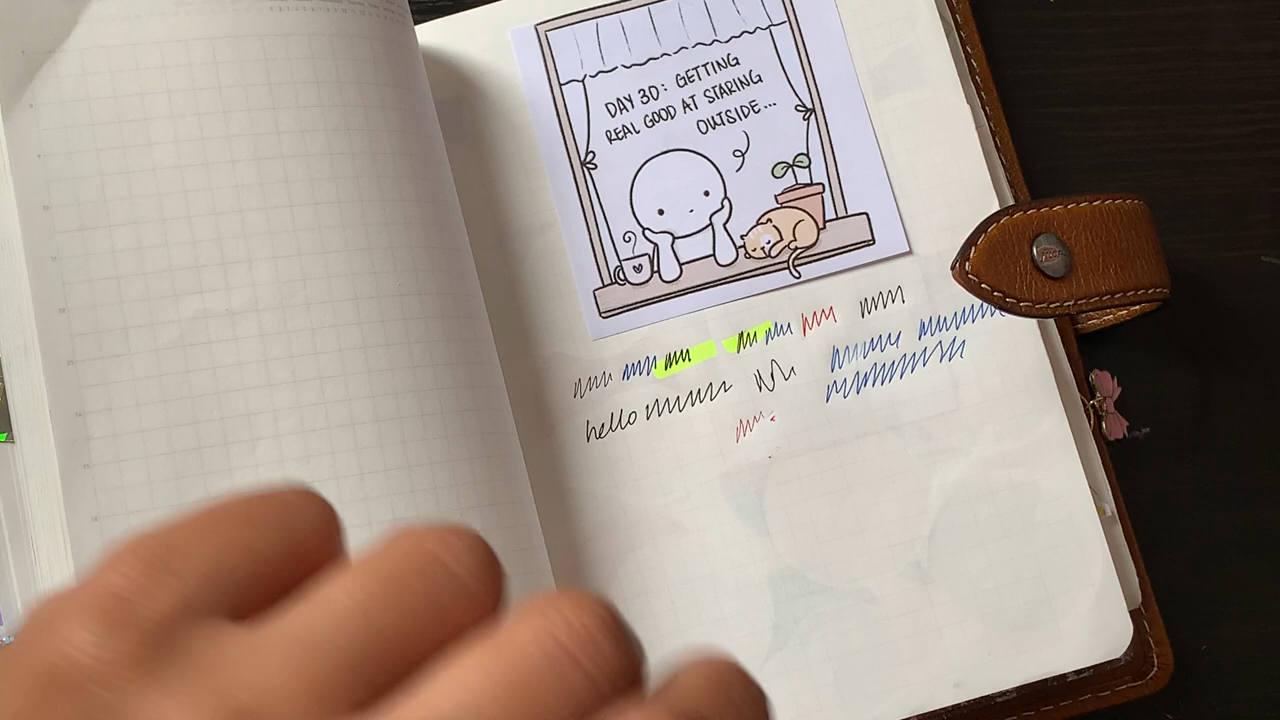 DAY 30: GETTING
REAL GOOD AT STARING
OUTSIDE...
hello